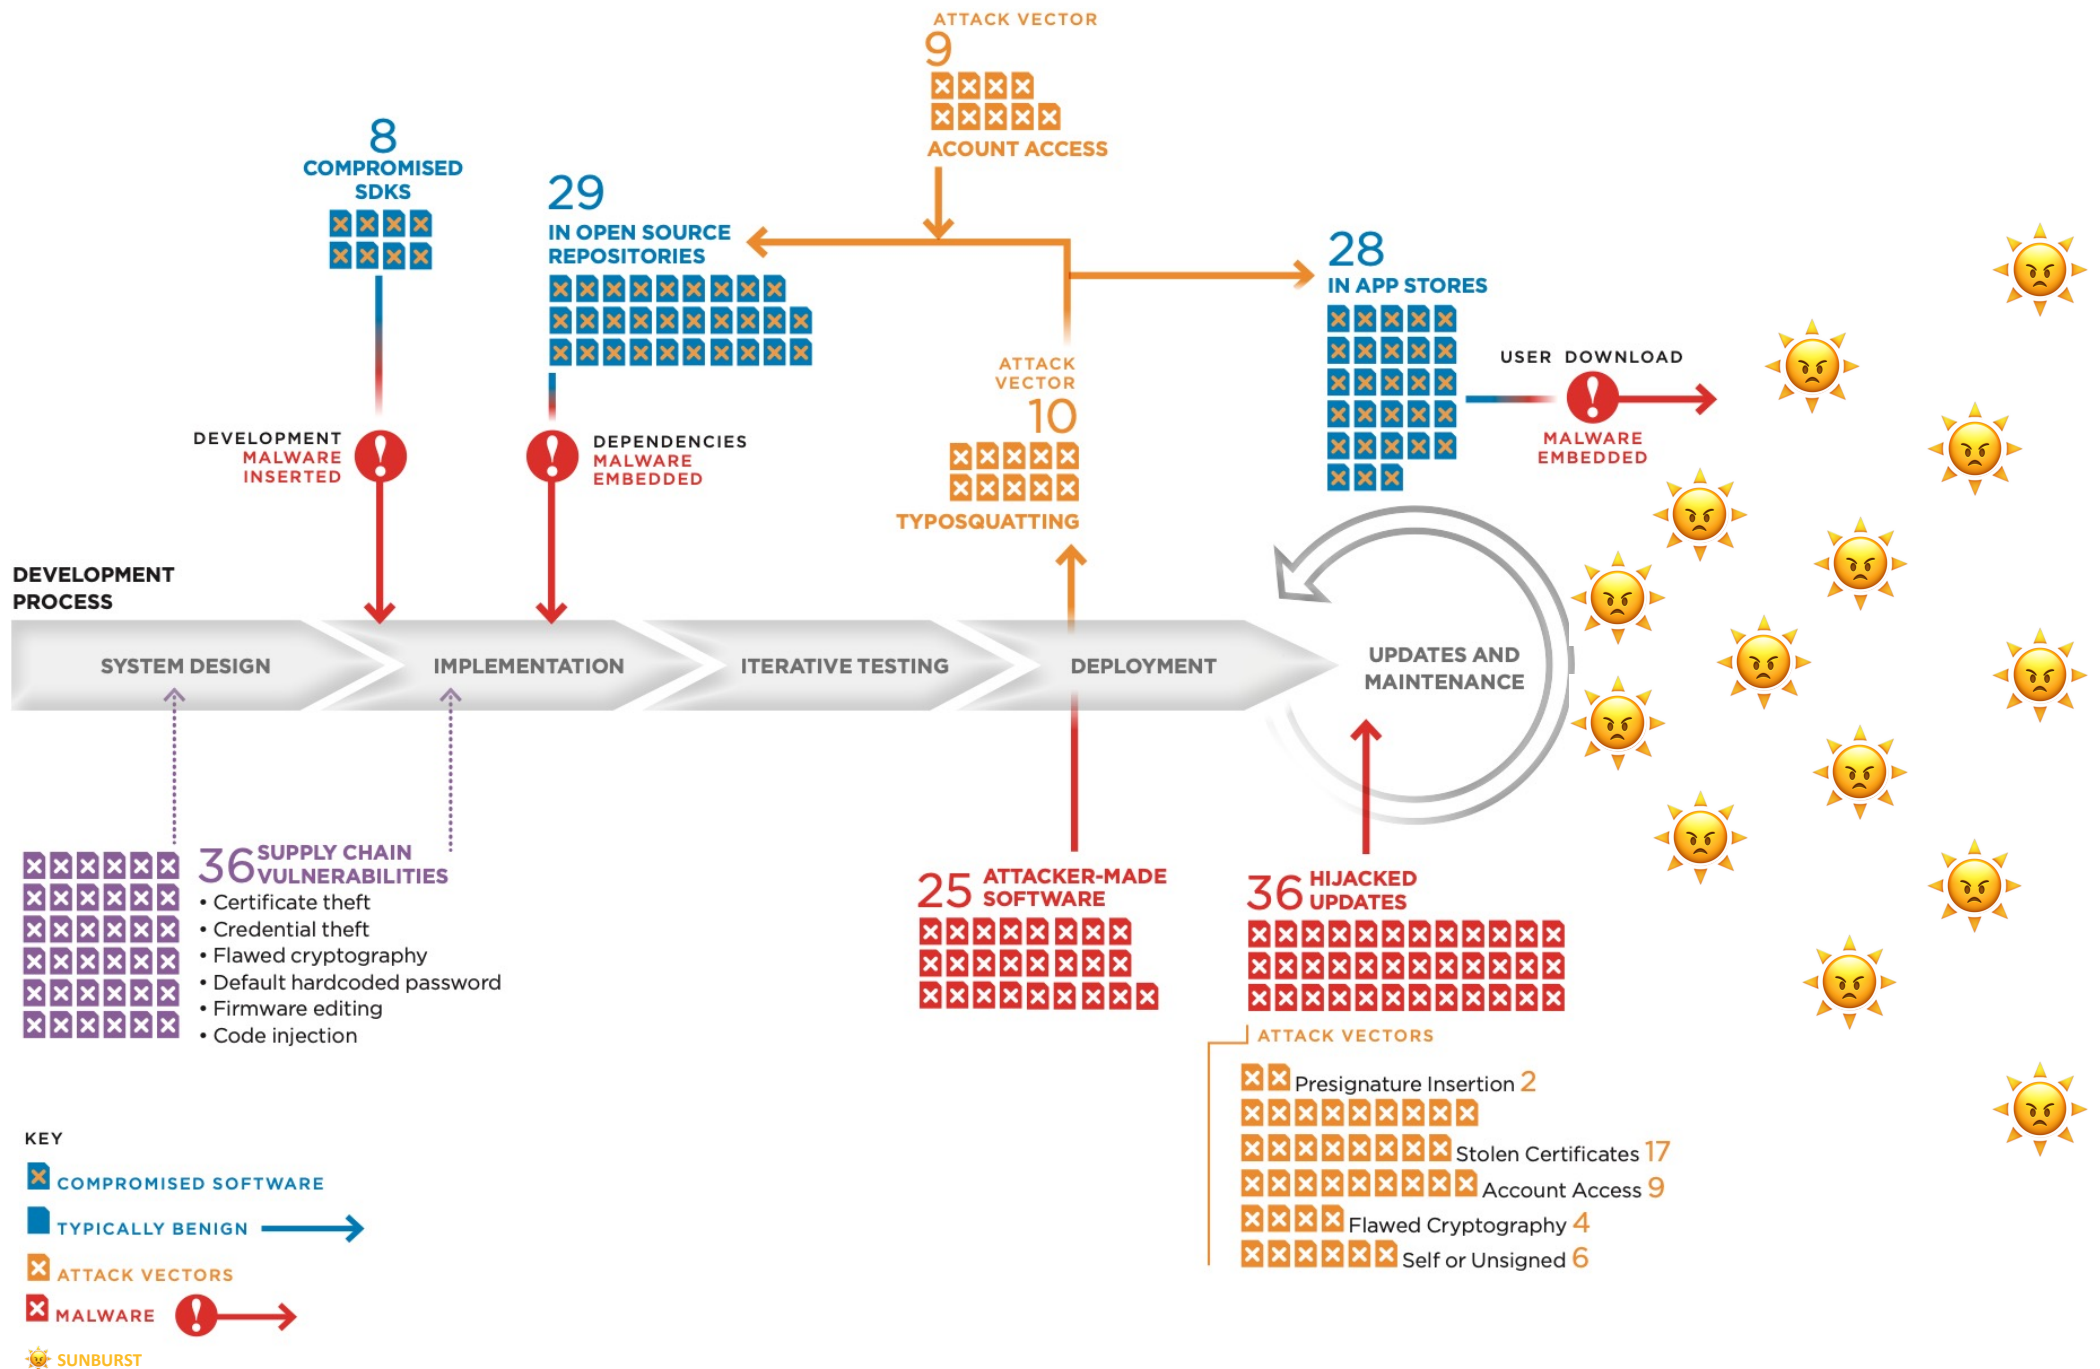 ATTACK VECTOR
9
ACOUNT ACCESS
8
COMPROMISED
SDKS
29
IN OPEN SOURCE
REPOSITORIES
28
IN APP STORES
ATTACK
VECTOR
10
TYPOSQUATTING
USER DOWNLOAD
MALWARE
EMBEDDED
DEVELOPMENT
MALWARE
INSERTED
DEPENDENCIES
MALWARE
EMBEDDED
DEVELOPMENT
PROCESS
SYSTEM DESIGN
IMPLEMENTATION
ITERATIVE TESTING
DEPLOYMENT
UPDATES AND
MAINTENANCE
36 SUPPLY CHAIN
VULNERABILITIES
• Certificate theft
• Credential theft
• Flawed cryptography
• Default hardcoded password
• Firmware editing
• Code injection
25 ATTACKER-MADE
SOFTWARE
36 HIJACKED
UPDATES
ATTACK VECTORS
Presignature Insertion 2
Stolen Certificates 17
Account Access 9
Flawed Cryptography 4
Self or Unsigned 6
KEY
COMPROMISED SOFTWARE
TYPICALLY BENIGN
ATTACK VECTORS
MALWARE
SUNBURST